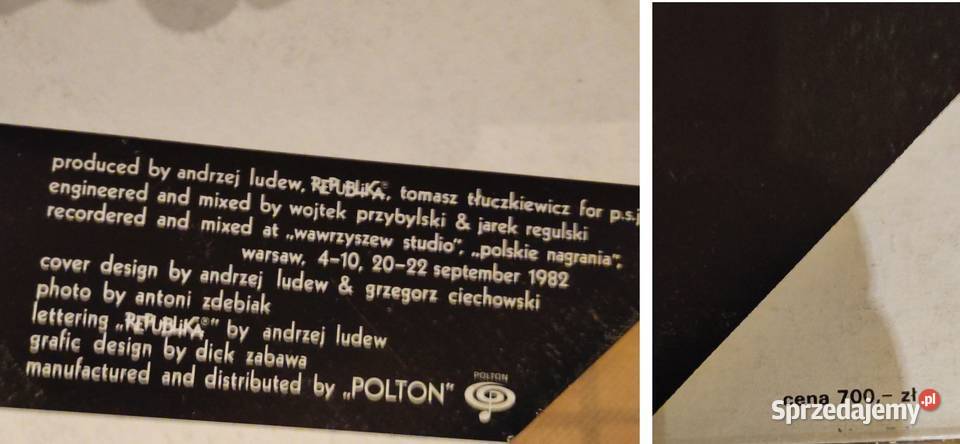 produced by andrzej ludew, REPUBLIKA®, tomasz tłuczkiewicz for p.s.j
engineered and mixed by wojtek przybylski & jarek regulski
recordered and mixed at „wawrzyszew studio”, „polskie nagrania”,
warsaw, 4–10, 20–22 september 1982
cover design by andrzej ludew & grzegorz ciechowski
photo by antoni zdebiak
lettering „REPUBLIKA®” by andrzej ludew
grafic design by dick zabawa
manufactured and distributed by „POLTON”
POLTON
cena 700,– zł
Sprzedajemy.pl